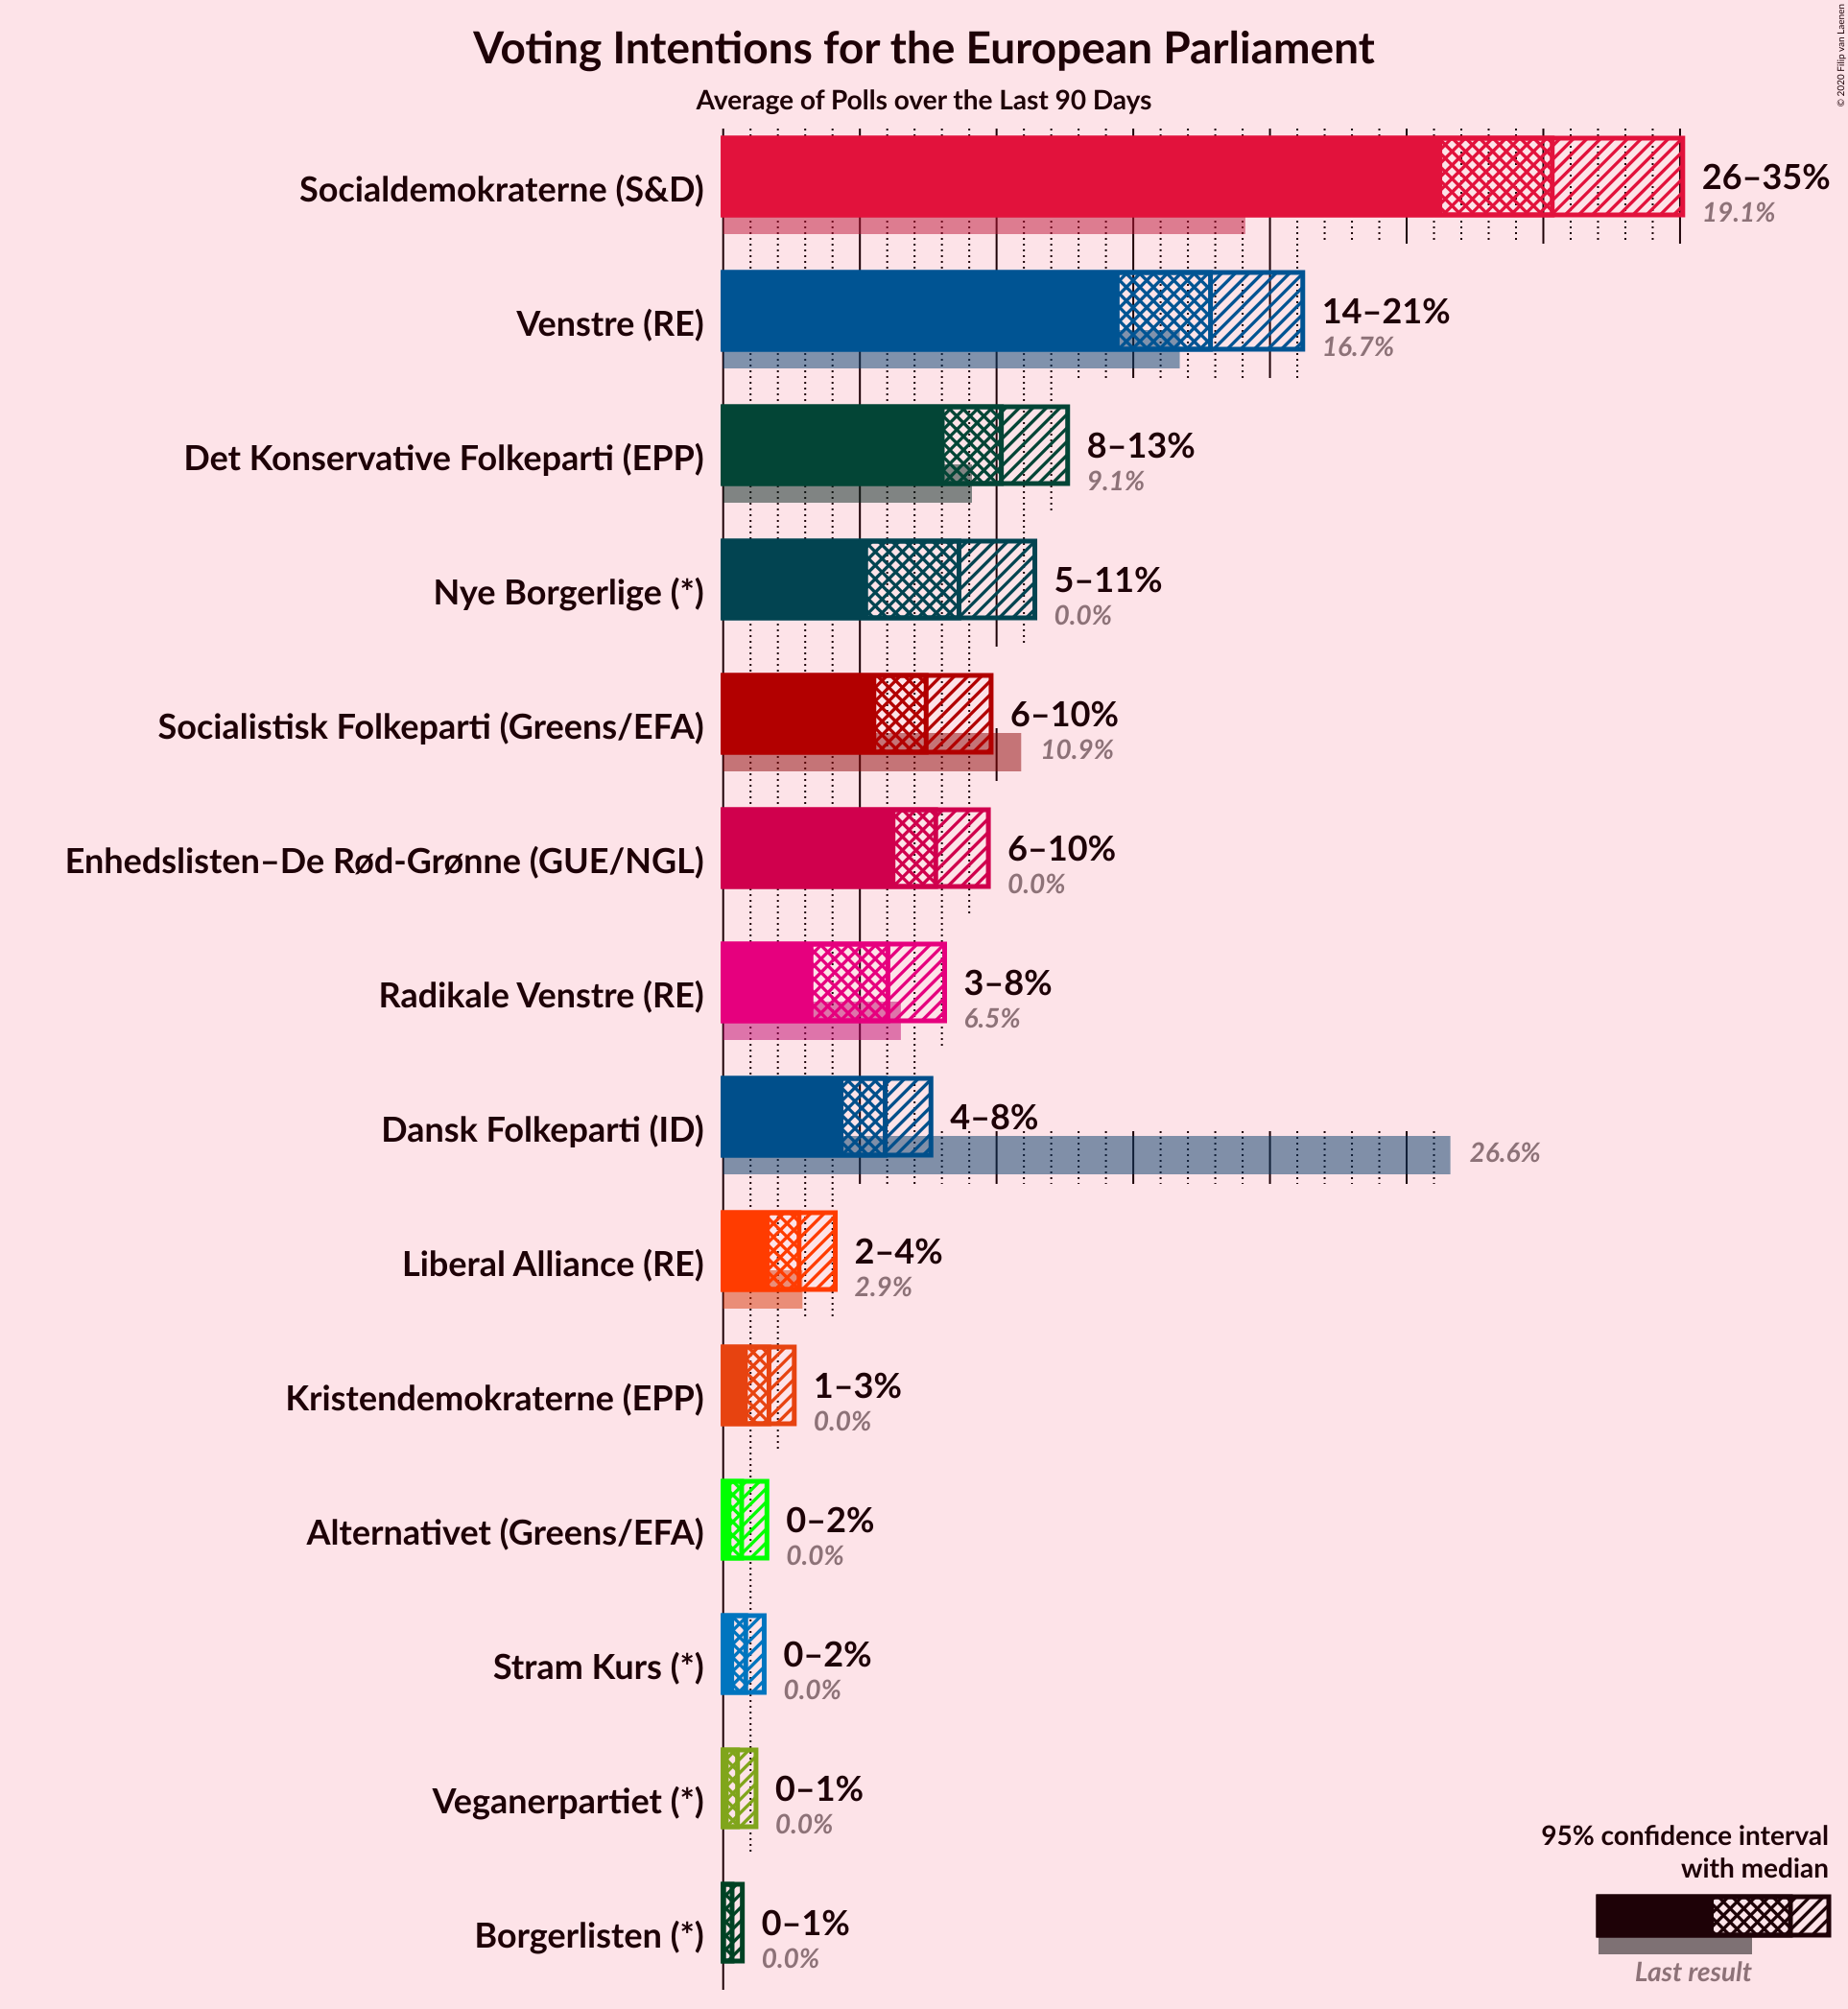 Voting Intentions for the European Parliament
Average of Polls over the Last 90 Days
© 2020 Filip van Laenen
Socialdemokraterne (S&D)
26–35%
19.1%
Venstre (RE)
14–21%
16.7%
Det Konservative Folkeparti (EPP)
8–13%
9.1%
Nye Borgerlige (*)
5–11%
0.0%
Socialistisk Folkeparti (Greens/EFA)
6–10%
10.9%
Enhedslisten–De Rød-Grønne (GUE/NGL)
6–10%
0.0%
Radikale Venstre (RE)
3–8%
6.5%
Dansk Folkeparti (ID)
4–8%
26.6%
Liberal Alliance (RE)
2–4%
2.9%
Kristendemokraterne (EPP)
1–3%
0.0%
Alternativet (Greens/EFA)
0–2%
0.0%
Stram Kurs (*)
0–2%
0.0%
Veganerpartiet (*)
0–1%
0.0%
Borgerlisten (*)
0–1%
0.0%
95% confidence interval
with median
Last result